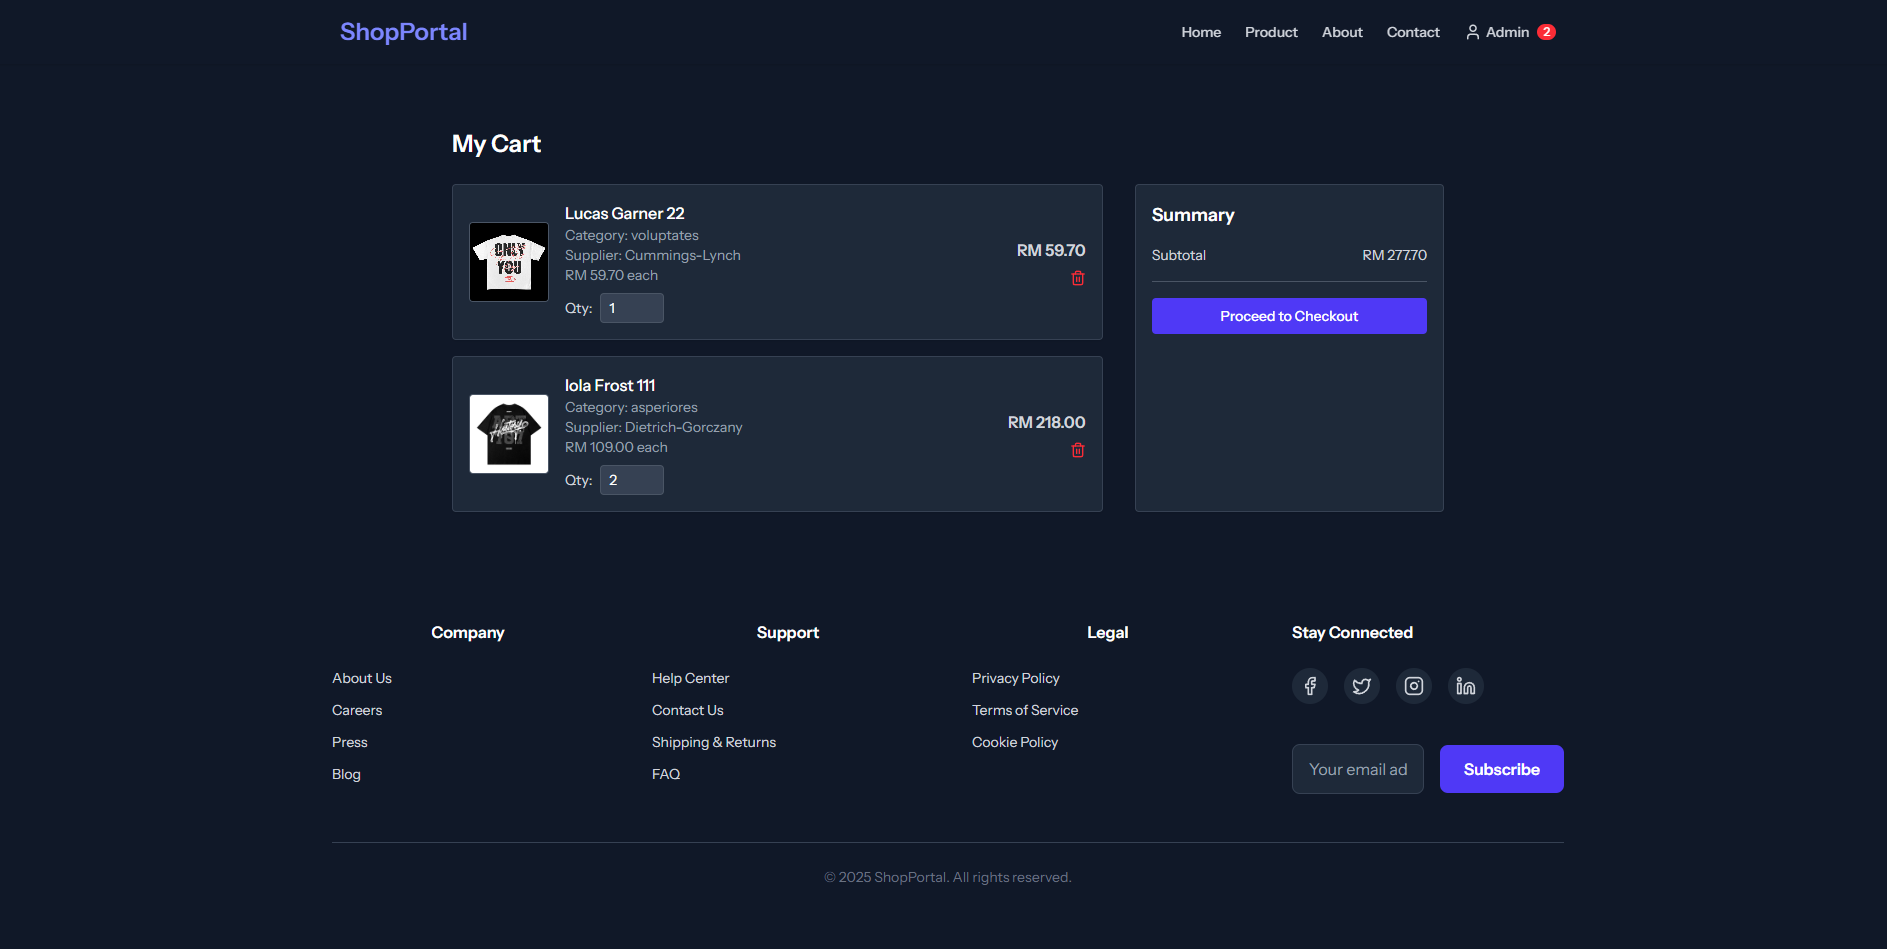 ShopPortal
Home Product About Contact Admin 2
My Cart
Lucas Garner 22
Category: voluptates
Supplier: Cummings-Lynch
RM 59.70 each
Qty: 1
RM 59.70
ONLY
YOU
Iola Frost 111
Category: asperiores
Supplier: Dietrich-Gorczany
RM 109.00 each
Qty: 2
RM 218.00
Summary
Subtotal RM 277.70
Proceed to Checkout
Company
About Us
Careers
Press
Blog
Support
Help Center
Contact Us
Shipping & Returns
FAQ
Legal
Privacy Policy
Terms of Service
Cookie Policy
Stay Connected
Your email ad
Subscribe
© 2025 ShopPortal. All rights reserved.